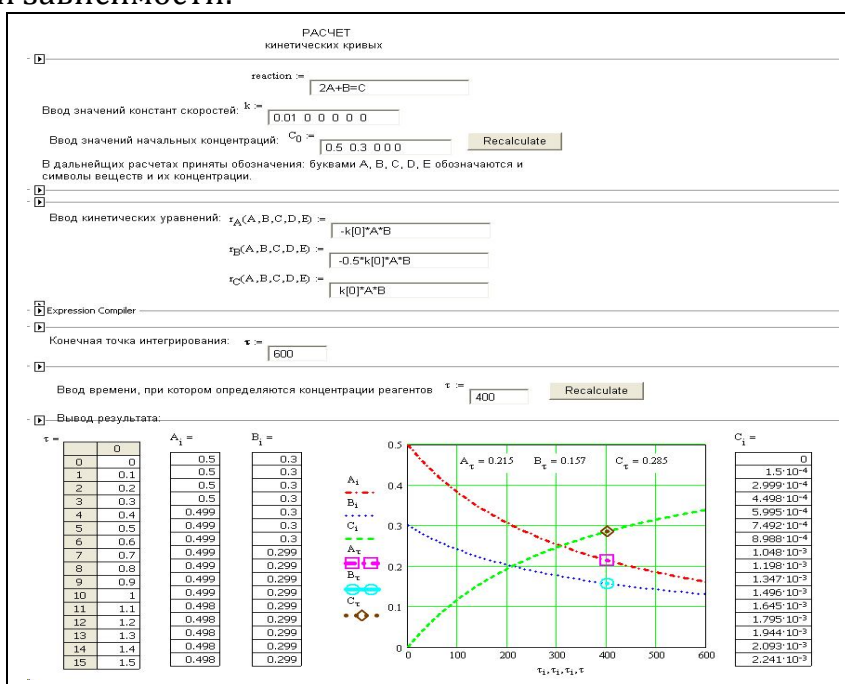 и зависимости.
РАСЧЕТ
кинетических кривых
reaction :=
2A+B=C
Ввод значений констант скоростей: k :=
0.01 0 0 0 0 0
Ввод значений начальных концентраций: C0 :=
0.5 0.3 0 0 0
Recalculate
В дальнейщих расчетах приняты обозначения: буквами A, B, C, D, E обозначаются и
символы веществ и их концентрации.
Ввод кинетических уравнений: rA(A,B,C,D,E) :=
-k[0]*A*B
rB(A,B,C,D,E) :=
-0.5*k[0]*A*B
rC(A,B,C,D,E) :=
k[0]*A*B
Expression Compiler
Конечная точка интегрирования: τ :=
600
Ввод времени, при котором определяются концентрации реагентов τ :=
400
Recalculate
Вывод результата:
τ =
0
0 0
1 0.1
2 0.2
3 0.3
4 0.4
5 0.5
6 0.6
7 0.7
8 0.8
9 0.9
10 1
11 1.1
12 1.2
13 1.3
14 1.4
15 1.5
Ai =
0.5
0.5
0.5
0.5
0.499
0.499
0.499
0.499
0.499
0.499
0.499
0.498
0.498
0.498
0.498
0.498
Bi =
0.3
0.3
0.3
0.3
0.3
0.3
0.3
0.299
0.299
0.299
0.299
0.299
0.299
0.299
0.299
0.299
Ai
Bi
Ci
Aτ
Bτ
Cτ
0.5
0.4
0.3
0.2
0.1
0
Aτ = 0.215 Bτ = 0.157 Cτ = 0.285
0 100 200 300 400 500 600
τi,τi,τi,τ
Ci =
0
1.5·10-4
2.999·10-4
4.498·10-4
5.995·10-4
7.492·10-4
8.988·10-4
1.048·10-3
1.198·10-3
1.347·10-3
1.496·10-3
1.645·10-3
1.795·10-3
1.944·10-3
2.093·10-3
2.241·10-3